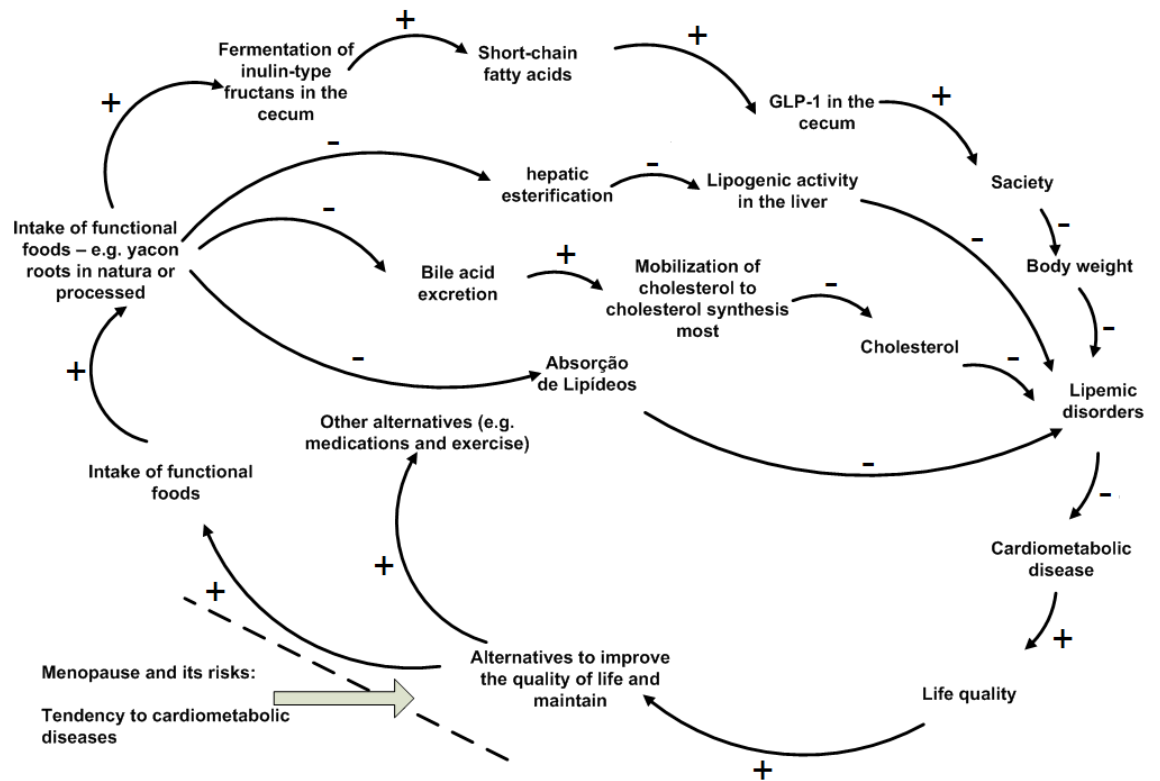 +
+
Fermentation of
inulin-type
fructans in the
cecum
Short-chain
fatty acids
+
+
GLP-1 in the
cecum
+
-
hepatic
esterification
-
Lipogenic activity
in the liver
Saciety
-
Intake of functional
foods – e.g. yacon
roots in natura or
processed
-
-
Body weight
Bile acid
excretion
+
Mobilization of
cholesterol to
cholesterol synthesis
most
-
-
Cholesterol
-
-
Absorção
de Lipídeos
+
Lipemic
disorders
Other alternatives (e.g.
medications and exercise)
-
Intake of functional
foods
-
Cardiometabolic
disease
+
+
+
Menopause and its risks:
Tendency to cardiometabolic
diseases
Alternatives to improve
the quality of life and
maintain
Life quality
+